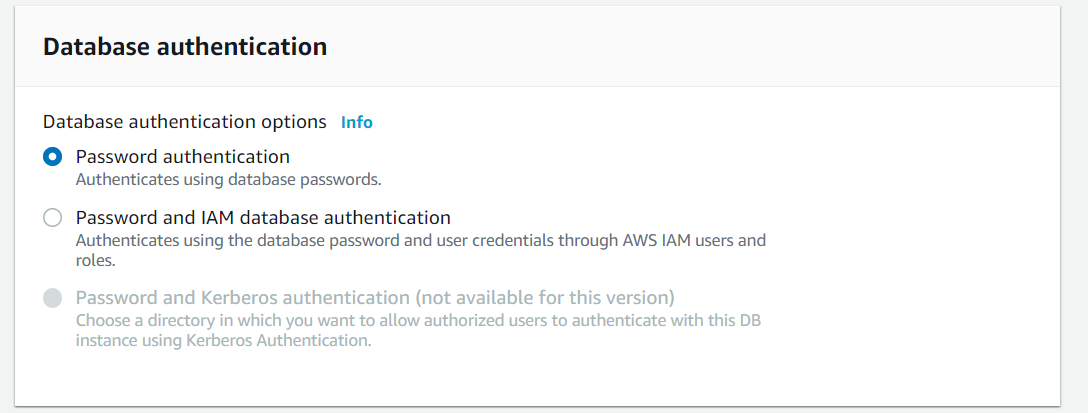 Database authentication
Database authentication options Info
Password authentication
Authenticates using database passwords.
Password and IAM database authentication
Authenticates using the database password and user credentials through AWS IAM users and
roles.
Password and Kerberos authentication (not available for this version)
Choose a directory in which you want to allow authorized users to authenticate with this DB
instance using Kerberos Authentication.